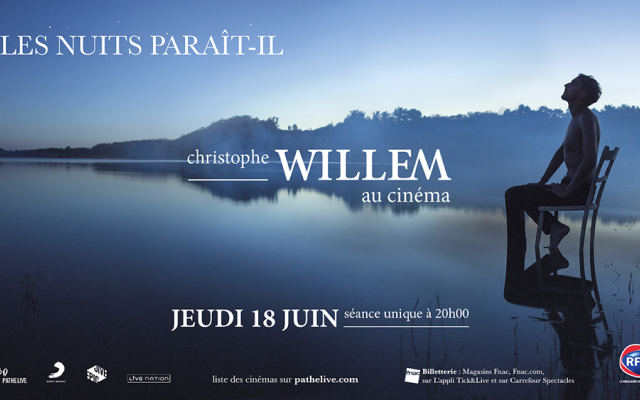 LES NUITS PARAÎT-IL
christophe WILLEM
au cinéma
JEUDI 18 JUIN séance unique à 20h00
PATHELIVE
LIVE NATION
liste des cinémas sur pathelive.com
fnac
Billetterie : Magasins Fnac, Fnac.com,
sur L'appli Tick&Live et sur Carrefour Spectacles
RF